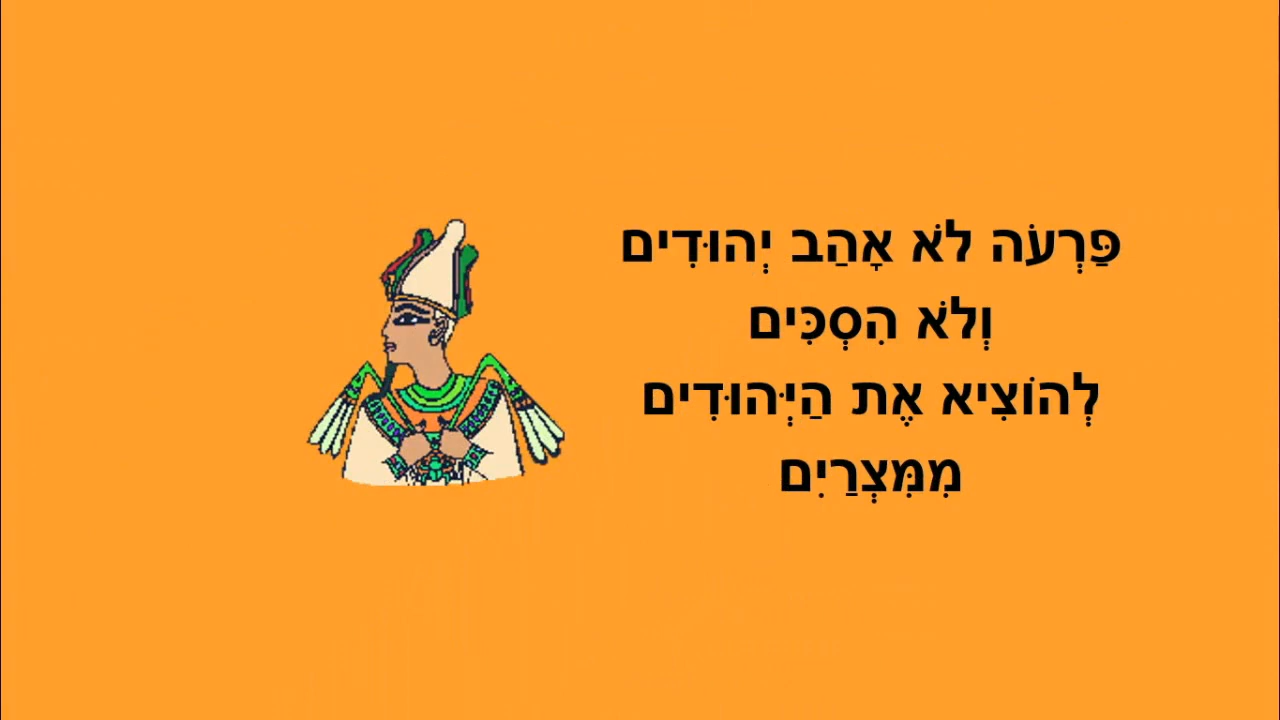 פַּרְעֹה לֹא אָהַב יְהוּדִים
וְלֹא הִסְכִּים
לְהוֹצִיא אֶת הַיְּהוּדִים
מִמִּצְרַיִם